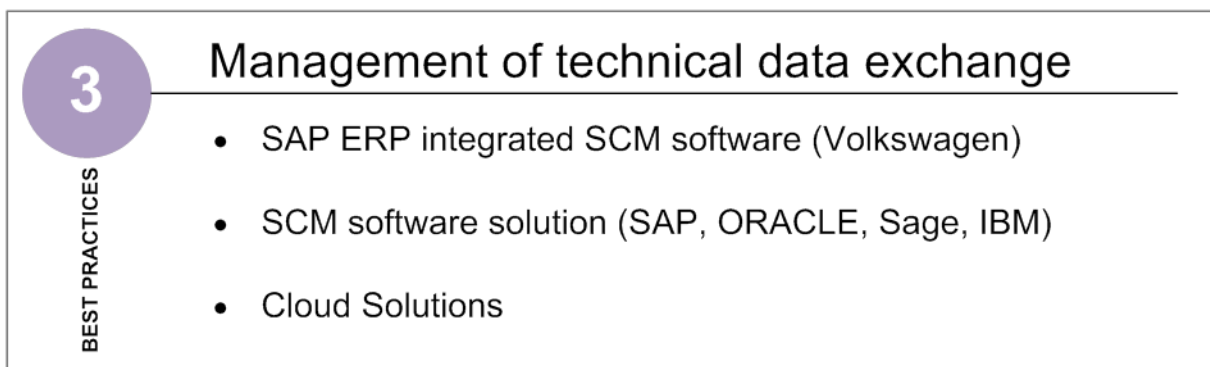 3
Management of technical data exchange
• SAP ERP integrated SCM software (Volkswagen)
• SCM software solution (SAP, ORACLE, Sage, IBM)
• Cloud Solutions
BEST PRACTICES